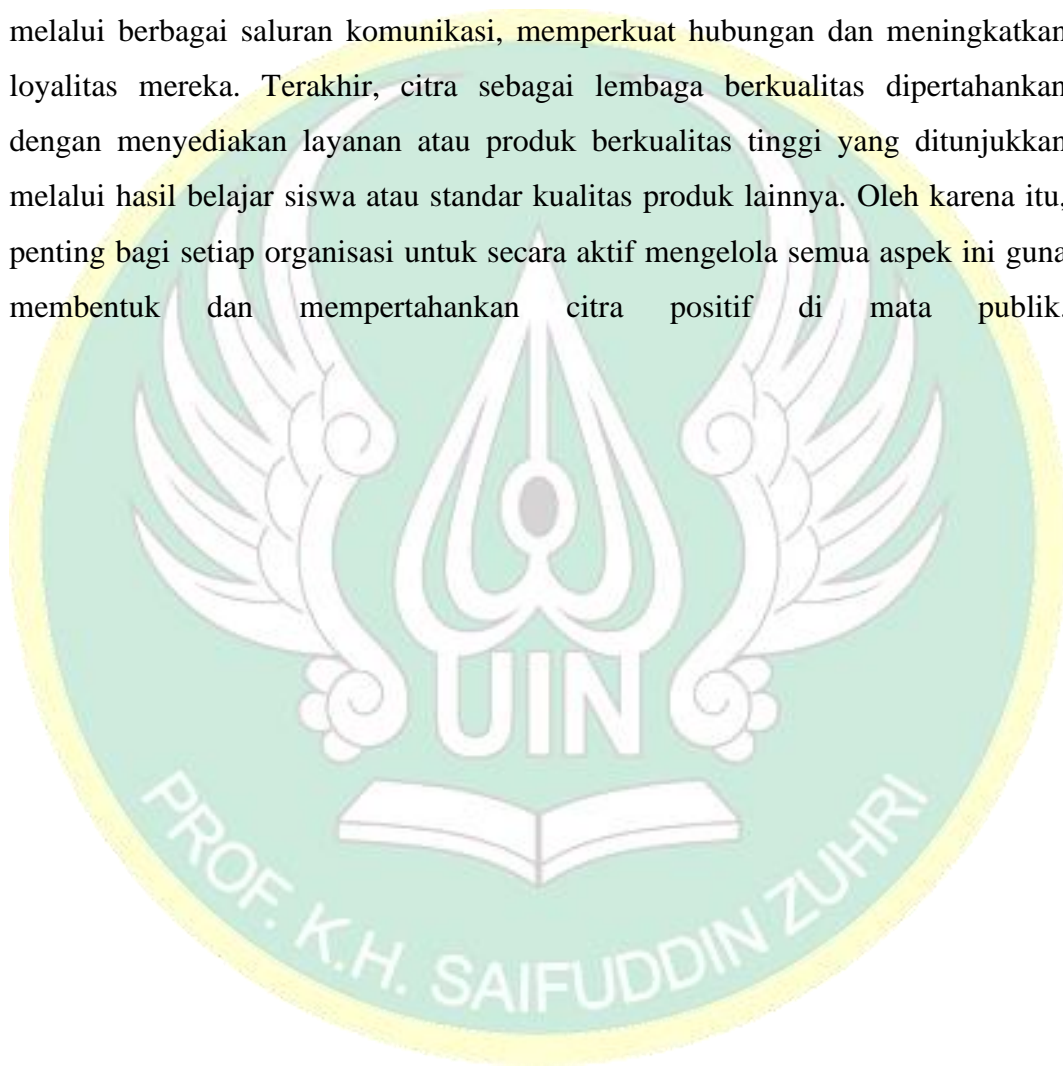 melalui berbagai saluran komunikasi, memperkuat hubungan dan meningkatkan
loyalitas mereka. Terakhir, citra sebagai lembaga berkualitas dipertahankan
dengan menyediakan layanan atau produk berkualitas tinggi yang ditunjukkan
melalui hasil belajar siswa atau standar kualitas produk lainnya. Oleh karena itu,
penting bagi setiap organisasi untuk secara aktif mengelola semua aspek ini guna
membentuk dan mempertahankan citra positif di mata publik.
UIN
PROF. K.H. SAIFUDDIN ZUHRI